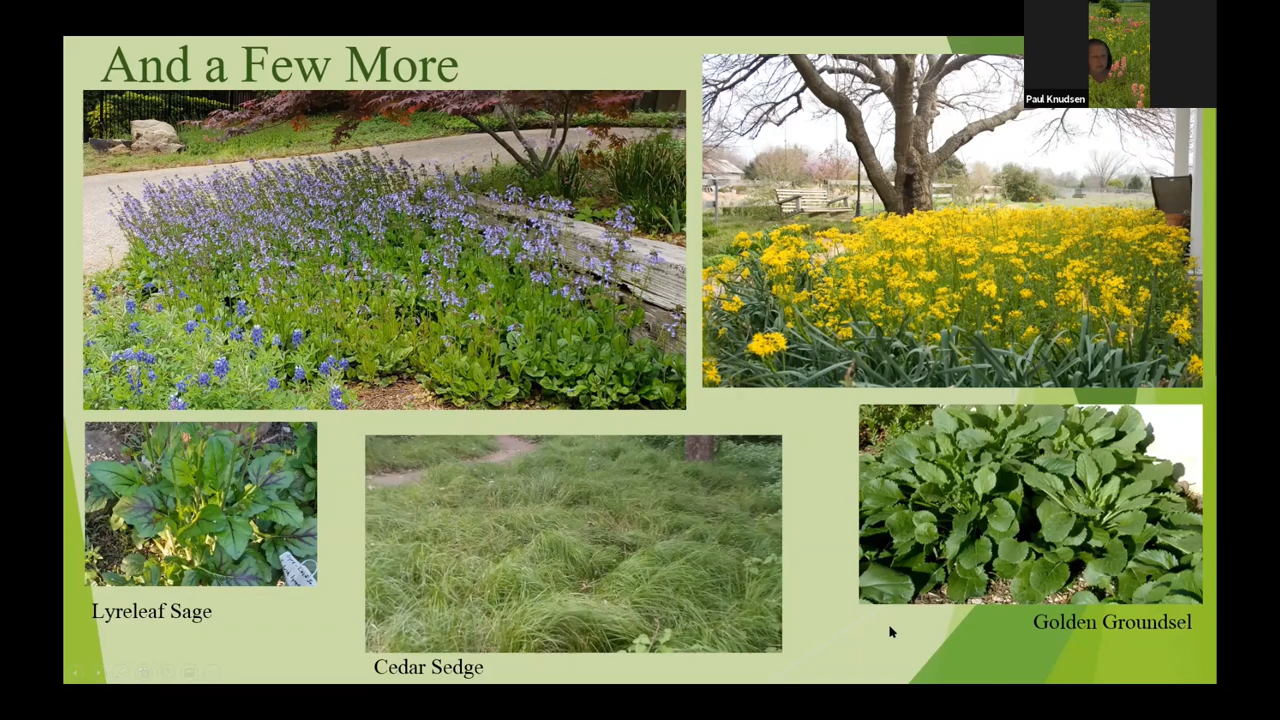 And a Few More
Paul Knudsen
Lyreleaf Sage
Golden Groundsel
Cedar Sedge